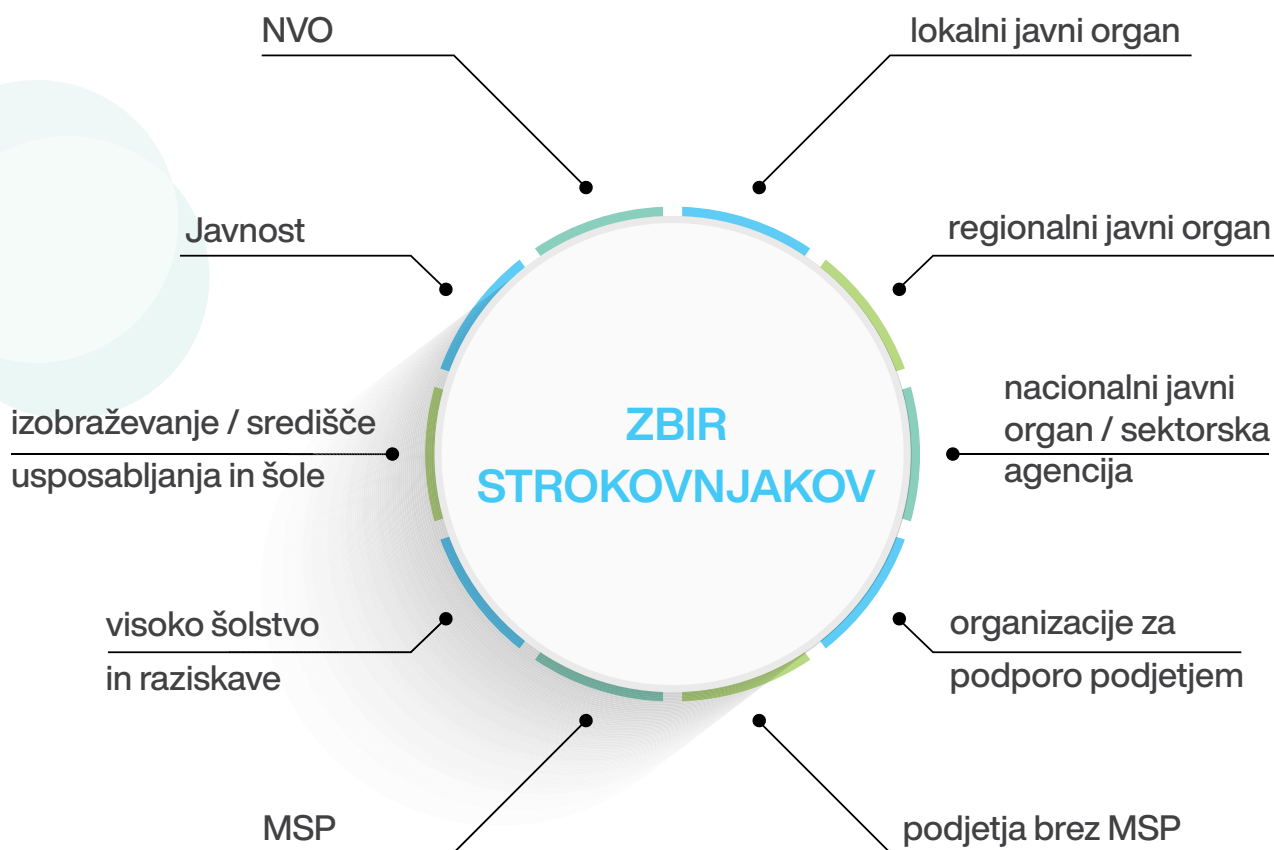 NVO
lokalni javni organ
Javnost
regionalni javni organ
izobraževanje / središče
usposabljanja in šole
ZBIR
STROKOVNJAKOV
nacionalni javni
organ / sektorska
agencija
visoko šolstvo
in raziskave
organizacije za
podporo podjetjem
MSP
podjetja brez MSP